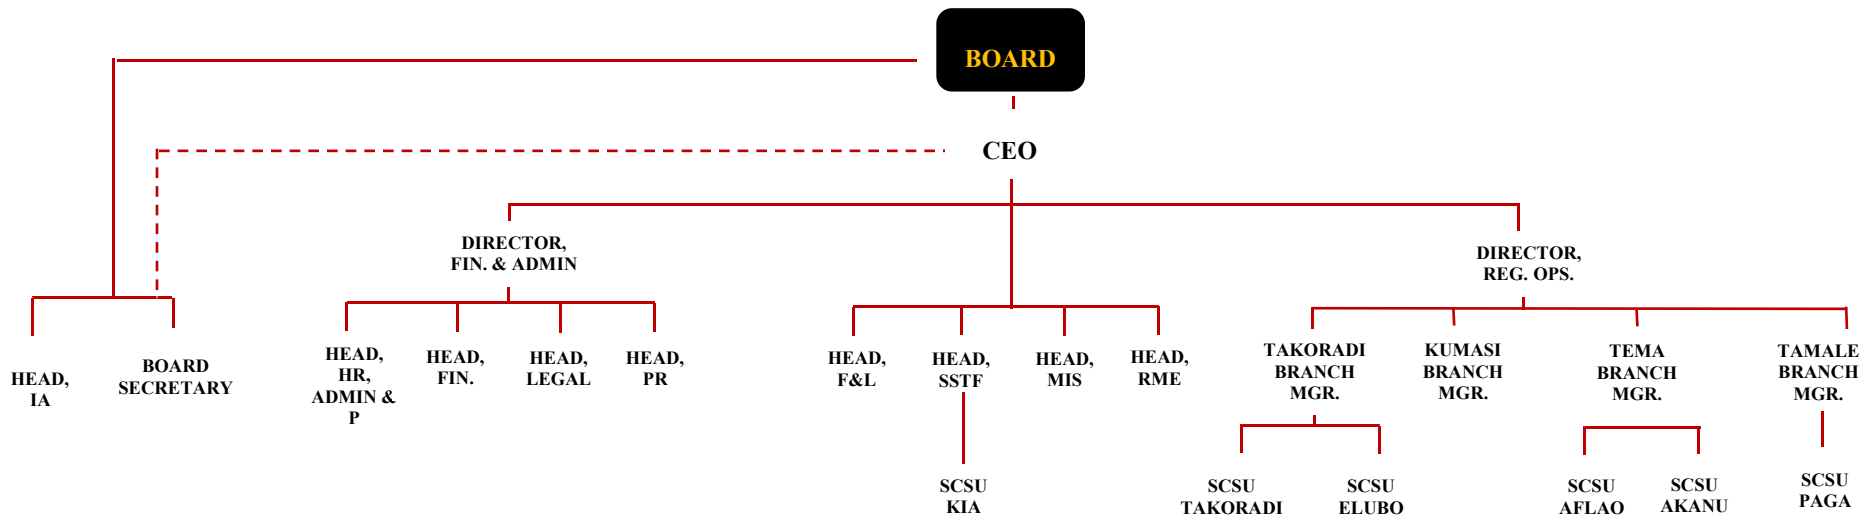 BOARD
CEO
DIRECTOR,
FIN. & ADMIN
DIRECTOR,
REG. OPS.
HEAD,
IA
BOARD
SECRETARY
HEAD,
HR,
ADMIN &
P
HEAD,
FIN.
HEAD,
LEGAL
HEAD,
PR
HEAD,
F&L
HEAD,
SSTF
HEAD,
MIS
HEAD,
RME
TAKORADI
BRANCH
MGR.
KUMASI
BRANCH
MGR.
TEMA
BRANCH
MGR.
TAMALE
BRANCH
MGR.
SCSU
KIA
SCSU
TAKORADI
SCSU
ELUBO
SCSU
AFLAO
SCSU
AKANU
SCSU
PAGA